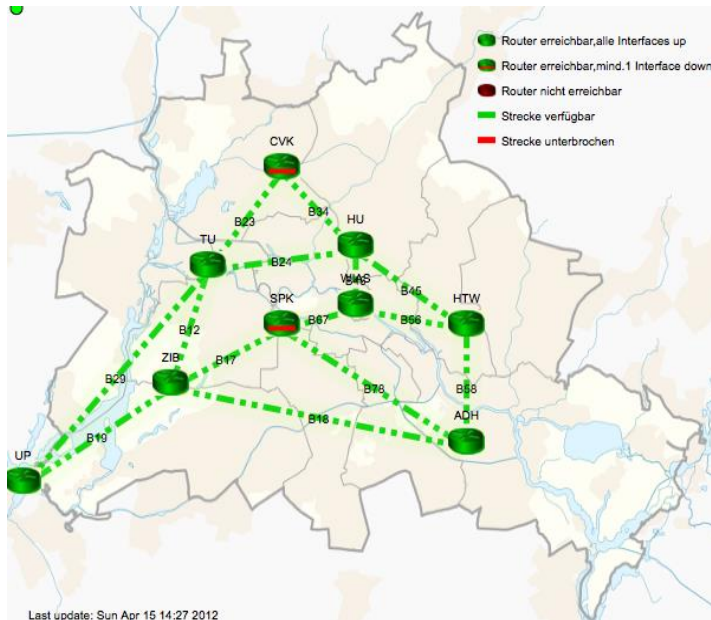 Router erreichbar,alle Interfaces up
Router erreichbar,mind.1 Interface down
Router nicht erreichbar
Strecke verfügbar
Strecke unterbrochen
CVK
B23
B34
HU
TU
B24
WIAS
B45
SPK
HTW
B67
B56
B12
ZIB
B17
B29
B78
B58
B18
ADH
B19
UP
Last update: Sun Apr 15 14:27 2012